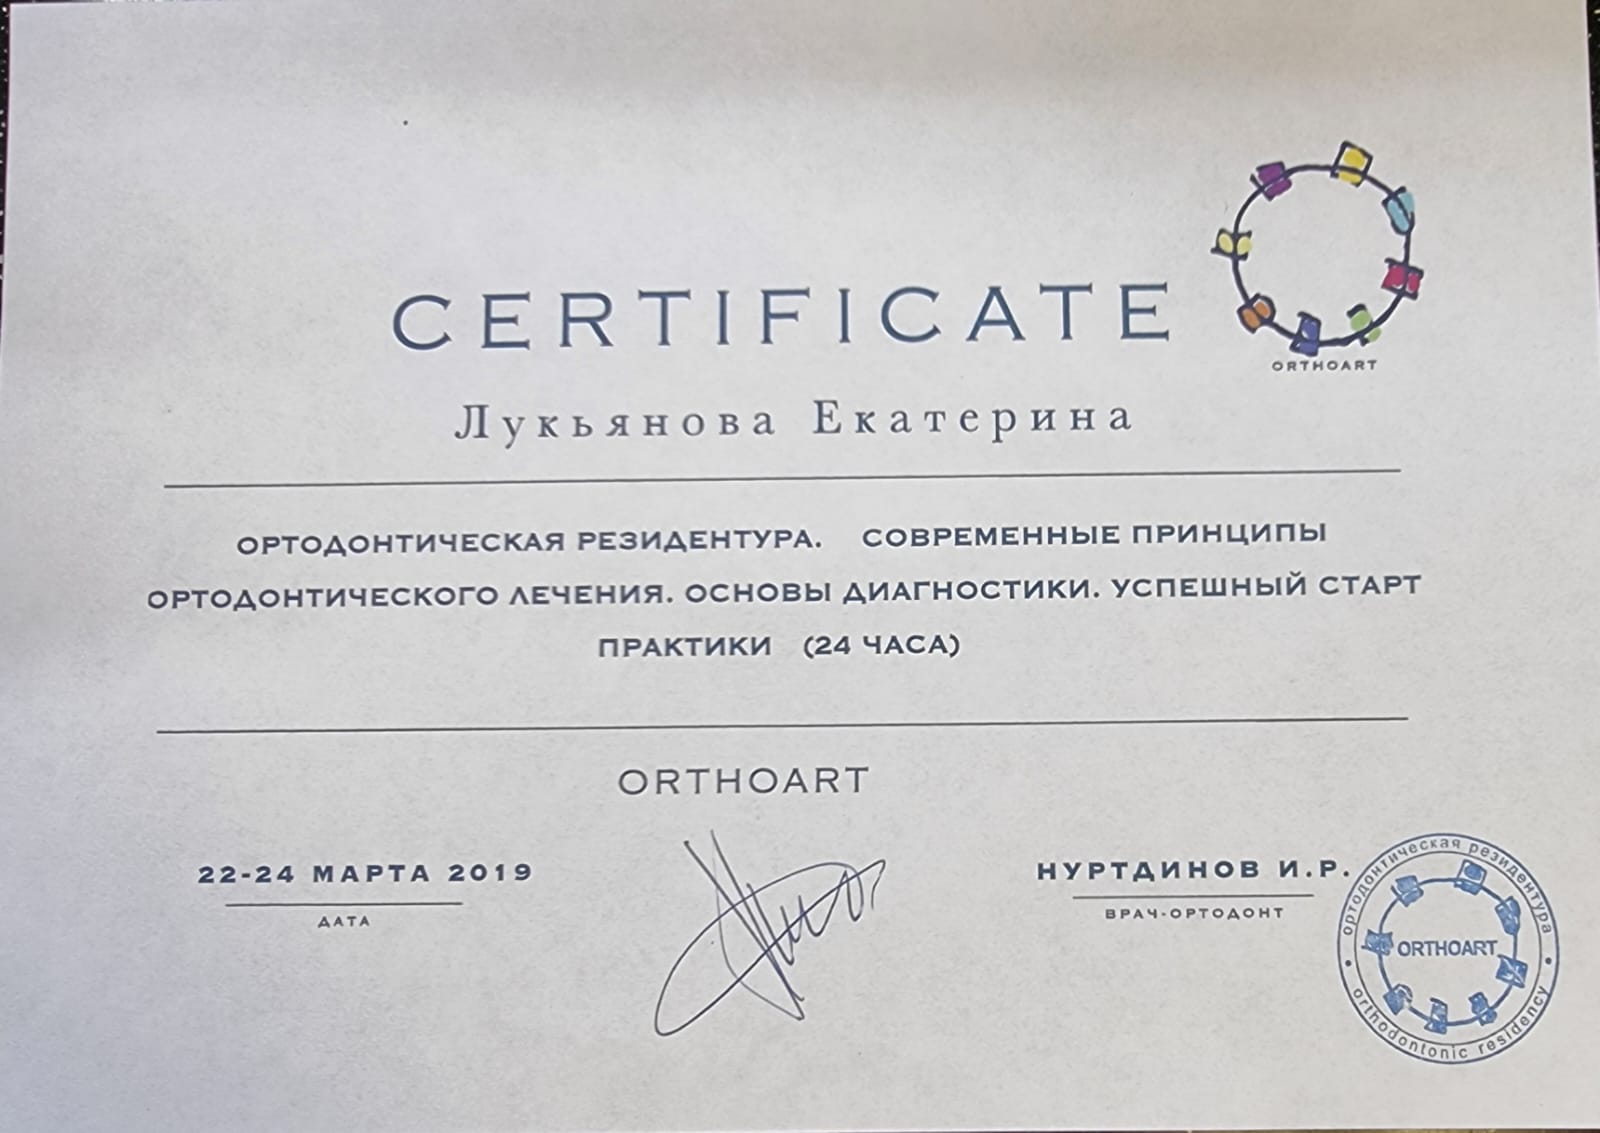 CERTIFICATE
ORTHOART
Лукьянова Екатерина
ОРТОДОНТИЧЕСКАЯ РЕЗИДЕНТУРА. СОВРЕМЕННЫЕ ПРИНЦИПЫ
ОРТОДОНТИЧЕСКОГО ЛЕЧЕНИЯ. ОСНОВЫ ДИАГНОСТИКИ. УСПЕШНЫЙ СТАРТ
ПРАКТИКИ (24 ЧАСА)
ORTHOART
22-24 МАРТА 2019
ДАТА
НУРТДИНОВ И.Р.
ВРАЧ-ОРТОДОНТ
ортодонтическая резидентура
ORTHOART
orthodontonic residency